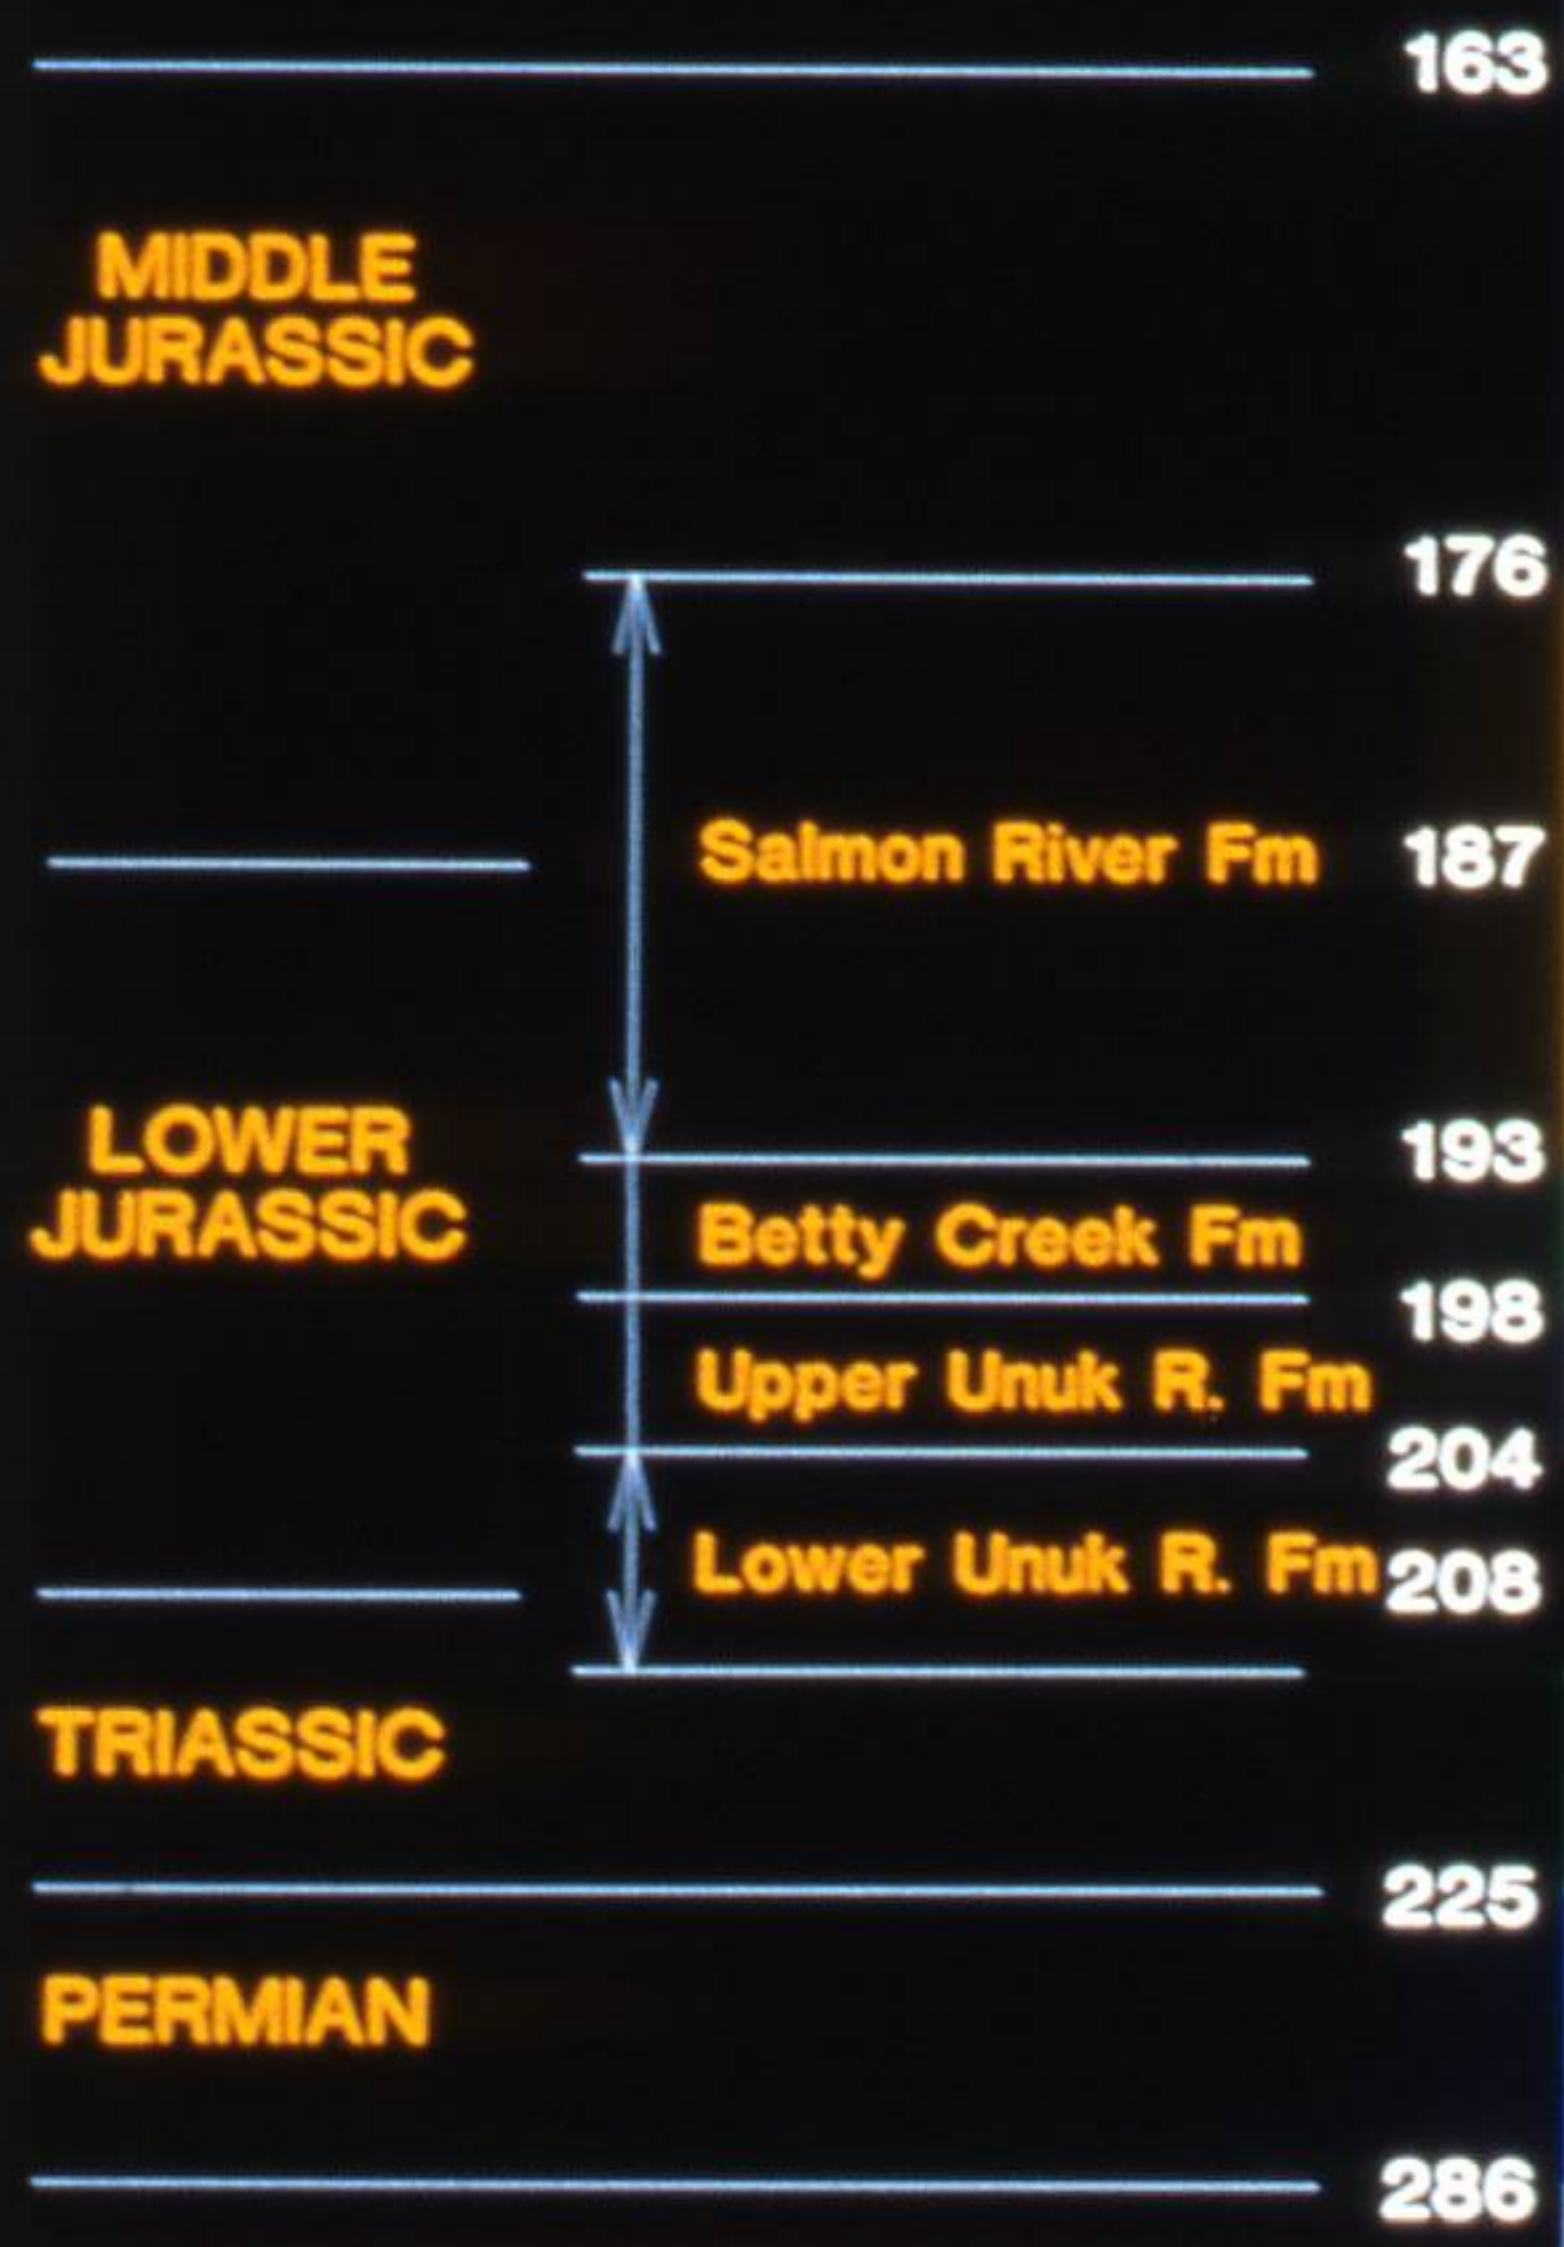 163
MIDDLE
JURASSIC
176
Salmon River Fm 187
193
LOWER
JURASSIC
Betty Creek Fm
198
Upper Unuk R. Fm
204
Lower Unuk R. Fm 208
TRIASSIC
225
PERMIAN
286